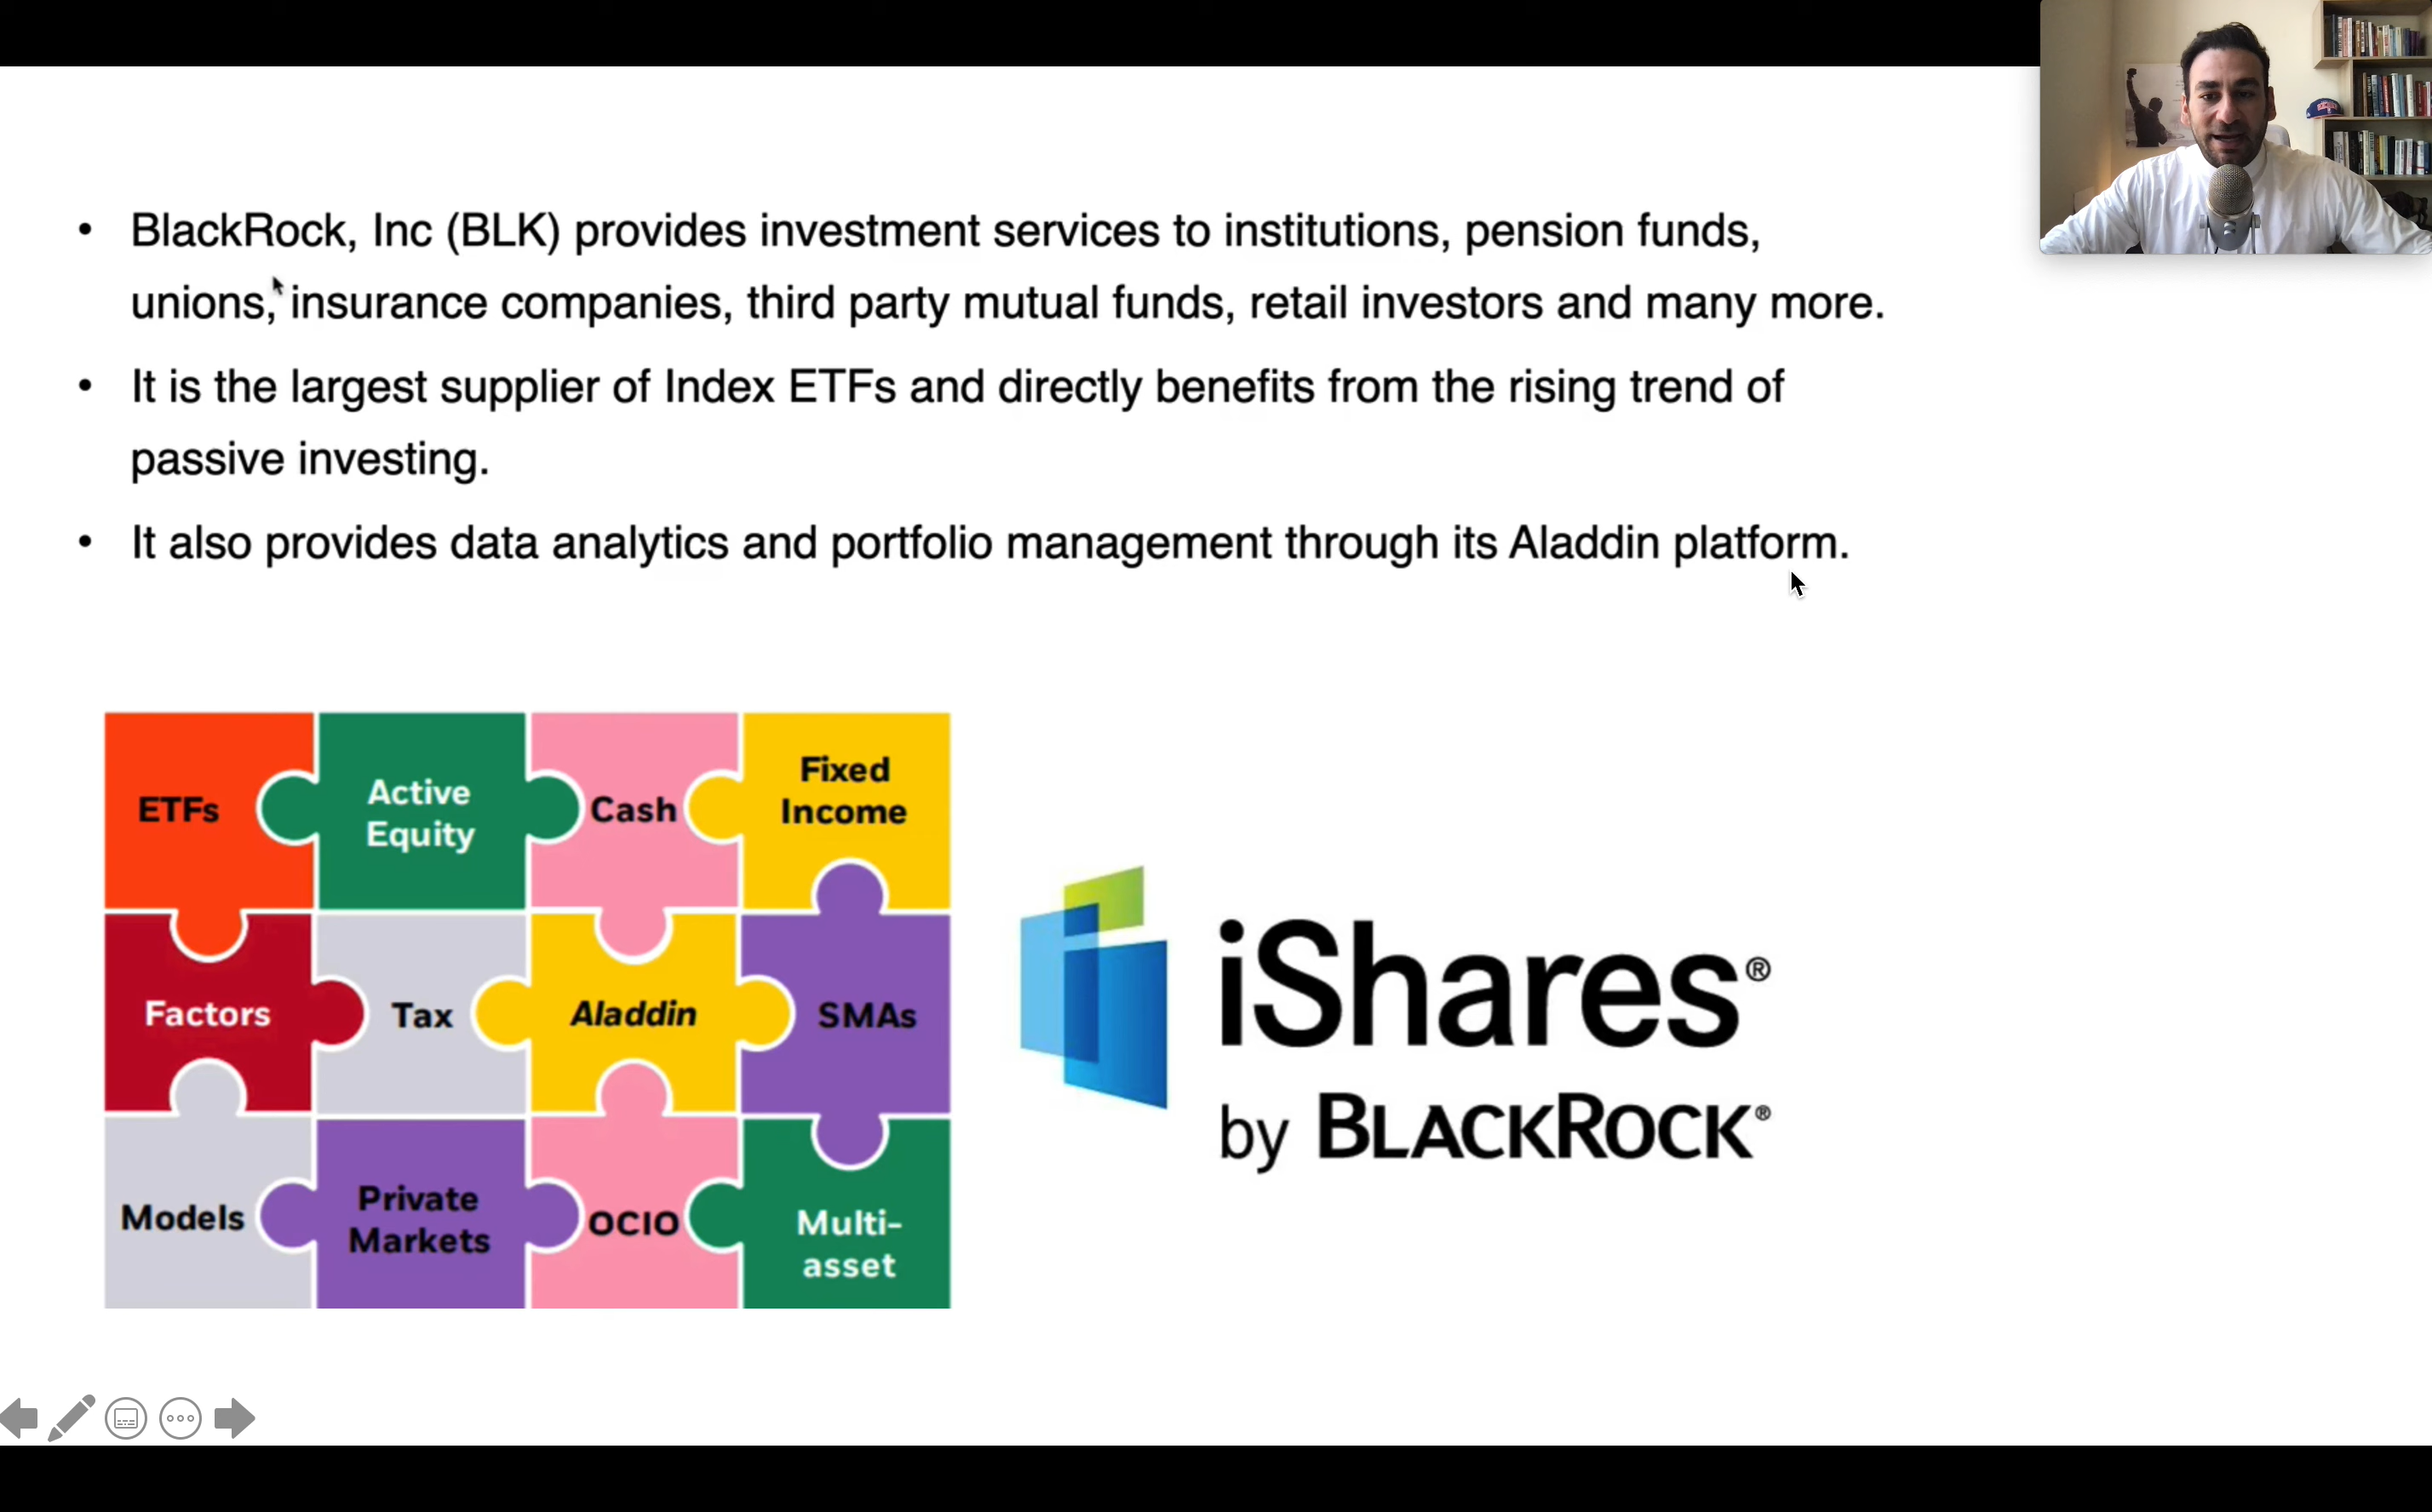 • BlackRock, Inc (BLK) provides investment services to institutions, pension funds,
unions, insurance companies, third party mutual funds, retail investors and many more.
• It is the largest supplier of Index ETFs and directly benefits from the rising trend of
passive investing.
• It also provides data analytics and portfolio management through its Aladdin platform.
ETFs
Active
Equity
Cash
Fixed
Income
Factors
Tax
Aladdin
SMAs
Models
Private
Markets
OCIO
Multi-
asset
iShares®
by BLACKROCK®